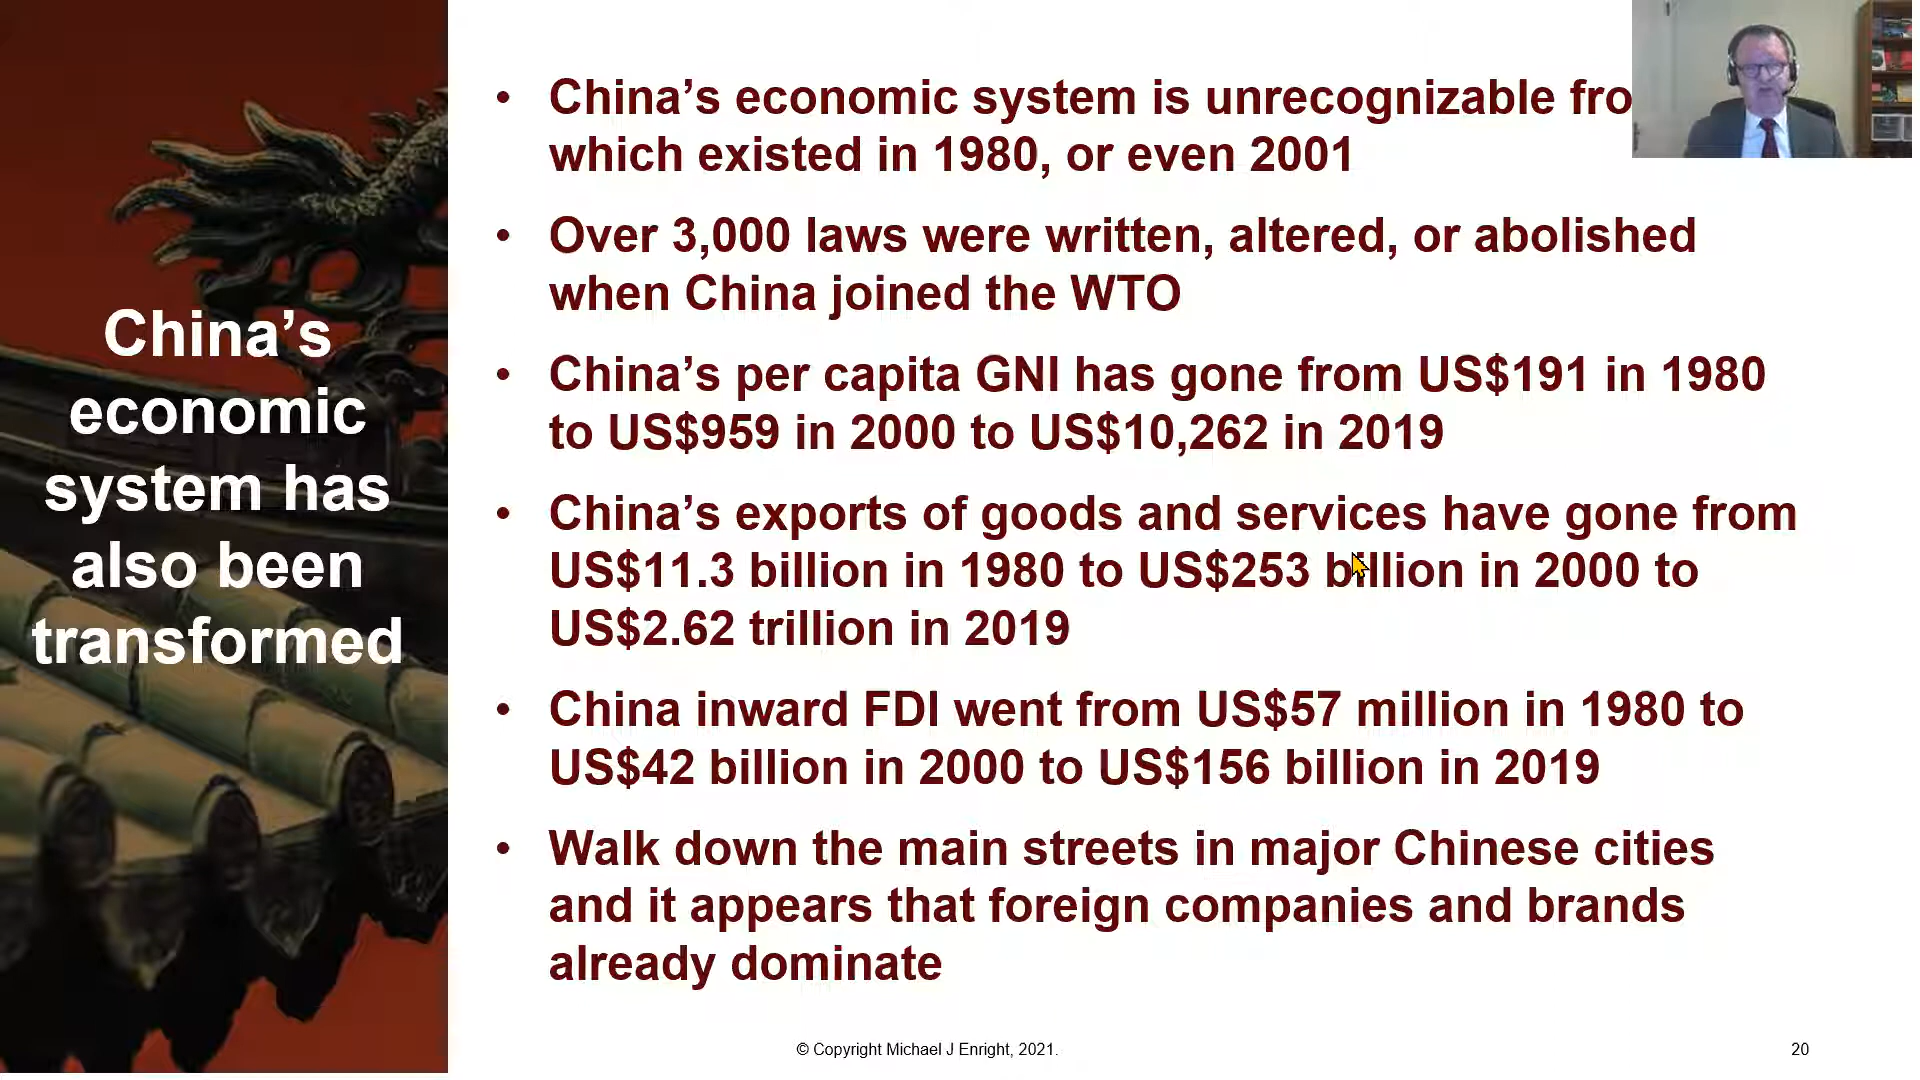 China’s
economic
system has
also been
transformed
• China’s economic system is unrecognizable fro
which existed in 1980, or even 2001
• Over 3,000 laws were written, altered, or abolished
when China joined the WTO
• China’s per capita GNI has gone from US$191 in 1980
to US$959 in 2000 to US$10,262 in 2019
• China’s exports of goods and services have gone from
US$11.3 billion in 1980 to US$253 billion in 2000 to
US$2.62 trillion in 2019
• China inward FDI went from US$57 million in 1980 to
US$42 billion in 2000 to US$156 billion in 2019
• Walk down the main streets in major Chinese cities
and it appears that foreign companies and brands
already dominate
© Copyright Michael J Enright, 2021.
20